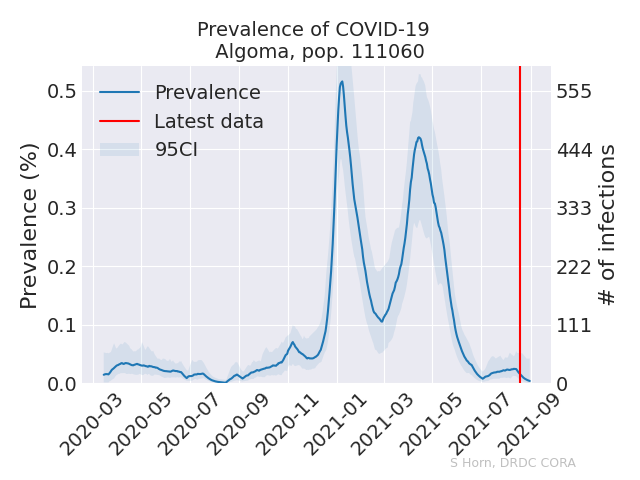 Prevalence of COVID-19
Algoma, pop. 111060
Prevalence
Latest data
95CI
Prevalence (%)
0.5
0.4
0.3
0.2
0.1
0.0
555
444
333
222
111
0
# of infections
2020-03
2020-05
2020-07
2020-09
2020-11
2021-01
2021-03
2021-05
2021-07
2021-09
S Horn, DRDC CORA